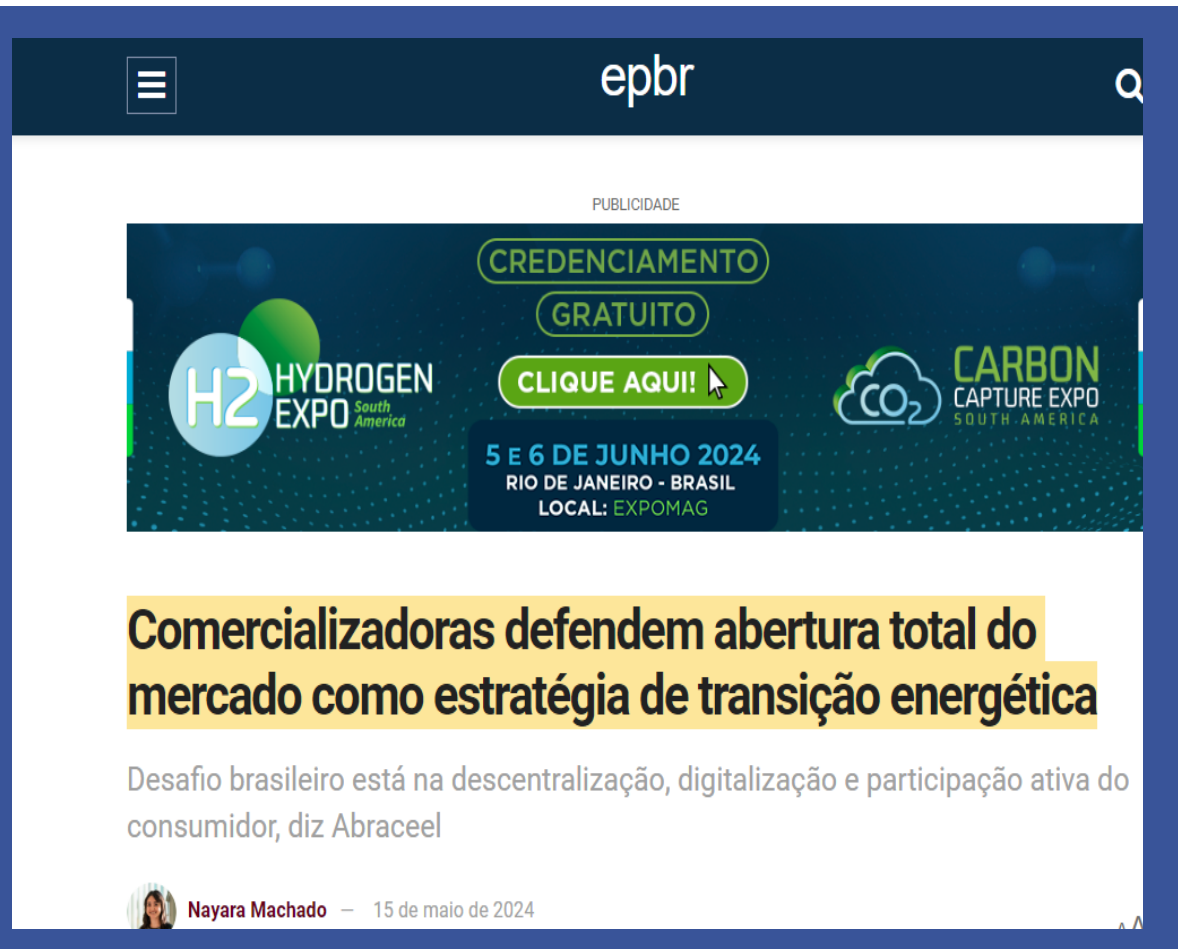 epbr
PUBLICIDADE
CREDENCIAMENTO
GRATUITO
CLIQUE AQUI!
H2 HYDROGEN
EXPO South
America
5 E 6 DE JUNHO 2024
RIO DE JANEIRO - BRASIL
LOCAL: EXPOMAG
CO2
CARBON
CAPTURE EXPO
SOUTH AMERICA
Comercializadoras defendem abertura total do
mercado como estratégia de transição energética
Desafio brasileiro está na descentralização, digitalização e participação ativa do
consumidor, diz Abraceel
Nayara Machado — 15 de maio de 2024
AA